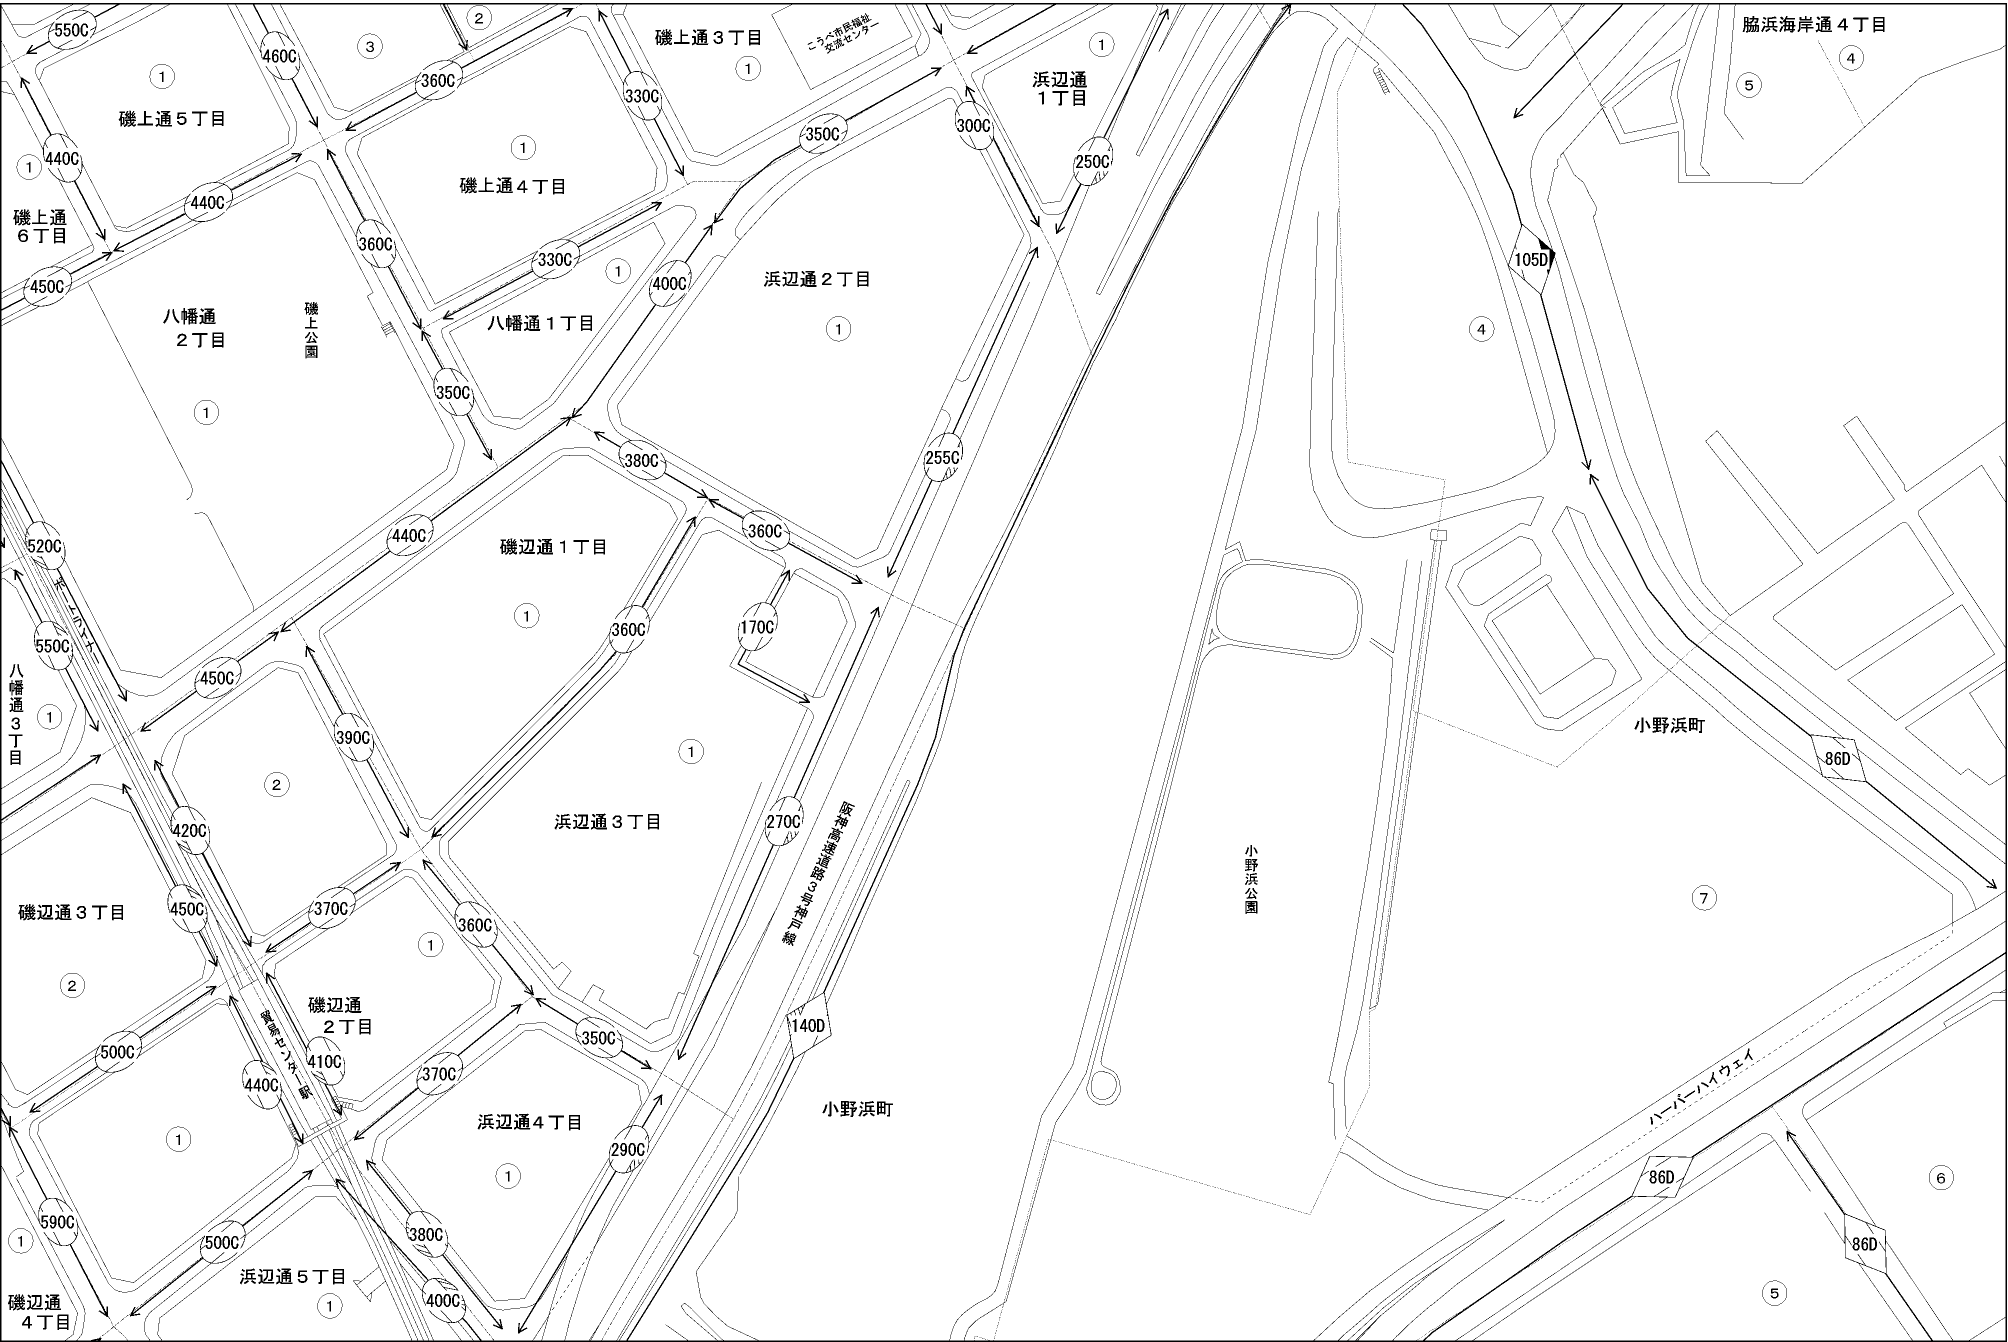 550C
②
磯上通3丁目
こうべ市民福祉
交流センター
①
脇浜海岸通4丁目
④
③
460C
①
360C
330C
①
浜辺通
1丁目
⑤
磯上通5丁目
350C
300C
440C
①
①
250C
磯上通4丁目
440C
磯上通
6丁目
360C
330C
①
105D
450C
400C
浜辺通2丁目
八幡通
2丁目
磯上公園
八幡通1丁目
①
④
350C
①
380C
255C
440C
360C
520C
磯辺通1丁目
ポートライナー
①
360C
170C
550C
450C
八幡通3丁目
①
390C
①
小野浜町
86D
②
420C
浜辺通3丁目
270C
阪神高速道路3号神戸線
小野浜公園
⑦
磯辺通3丁目
450C
370C
360C
①
②
磯辺通
2丁目
貿易センター駅
140D
500C
410C
350C
440C
370C
ハーバーハイウェイ
小野浜町
浜辺通4丁目
①
290C
①
86D
⑥
590C
①
500C
380C
86D
浜辺通5丁目
①
400C
⑤
磯辺通
4丁目